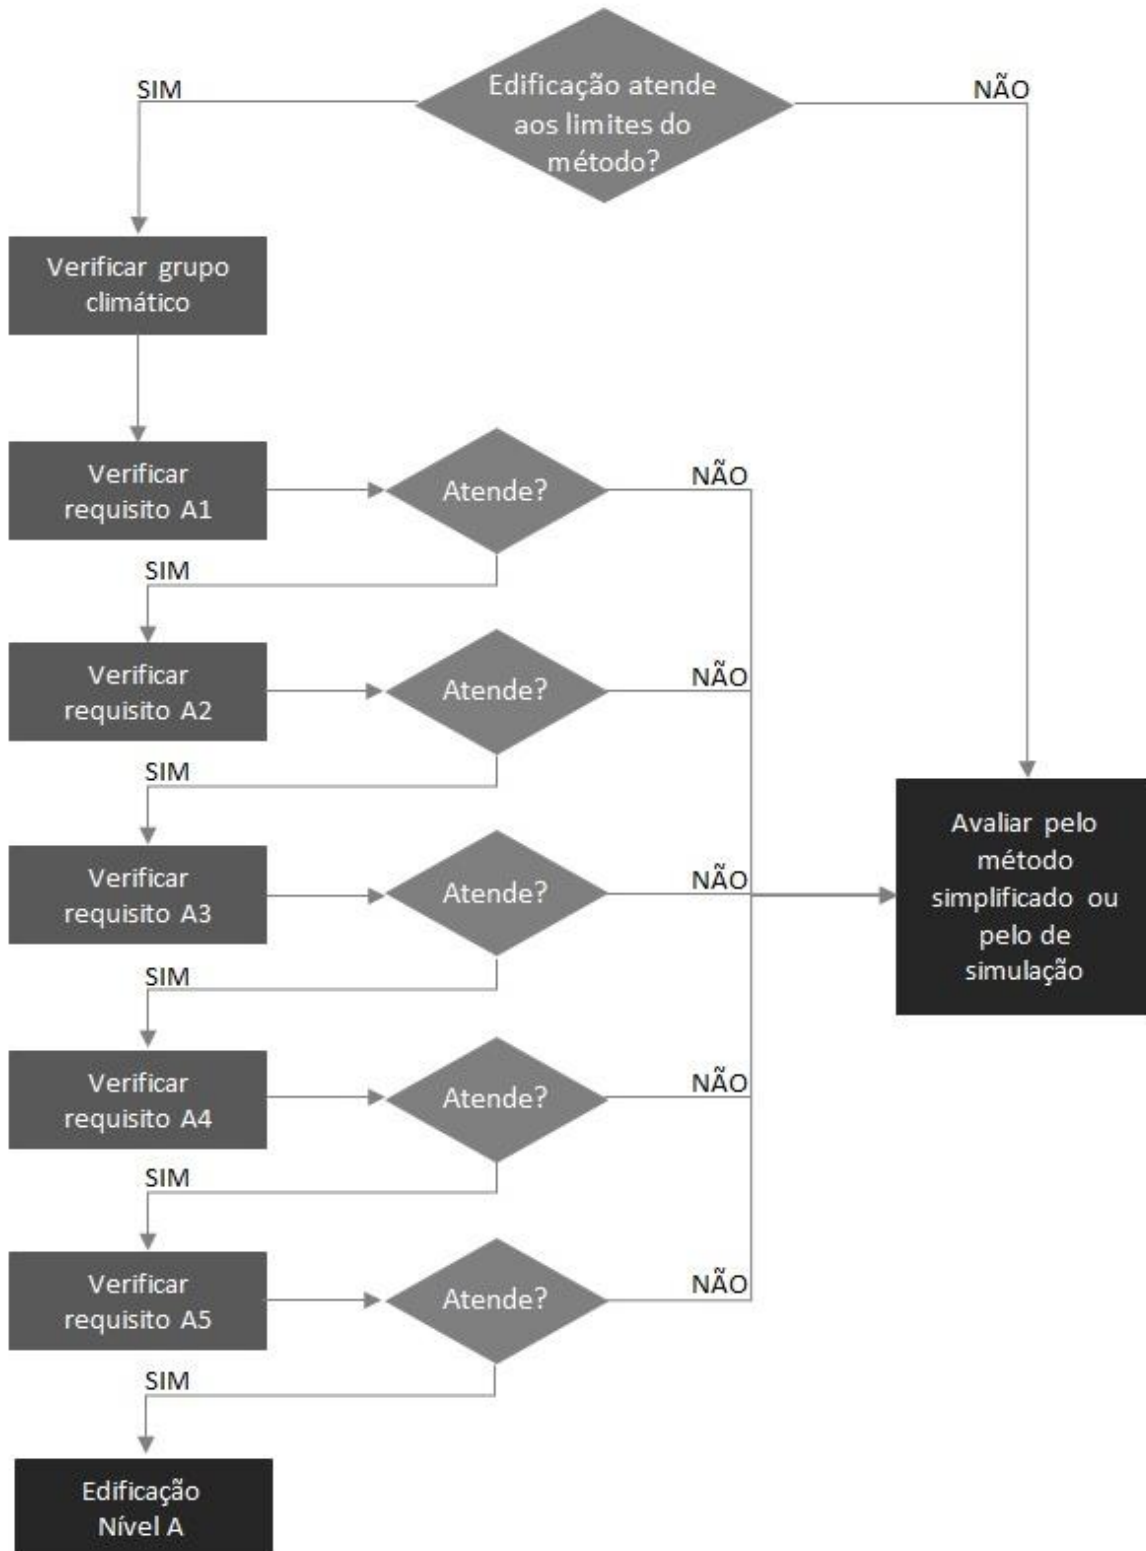 Edificação atende
aos limites do
método?
SIM
NÃO
Verificar grupo
climático
Verificar
requisito A1
Atende?
NÃO
SIM
Verificar
requisito A2
Atende?
NÃO
SIM
Verificar
requisito A3
Atende?
NÃO
SIM
Verificar
requisito A4
Atende?
NÃO
SIM
Verificar
requisito A5
Atende?
NÃO
SIM
Edificação
Nível A
Avaliar pelo
método
simplificado ou
pelo de
simulação